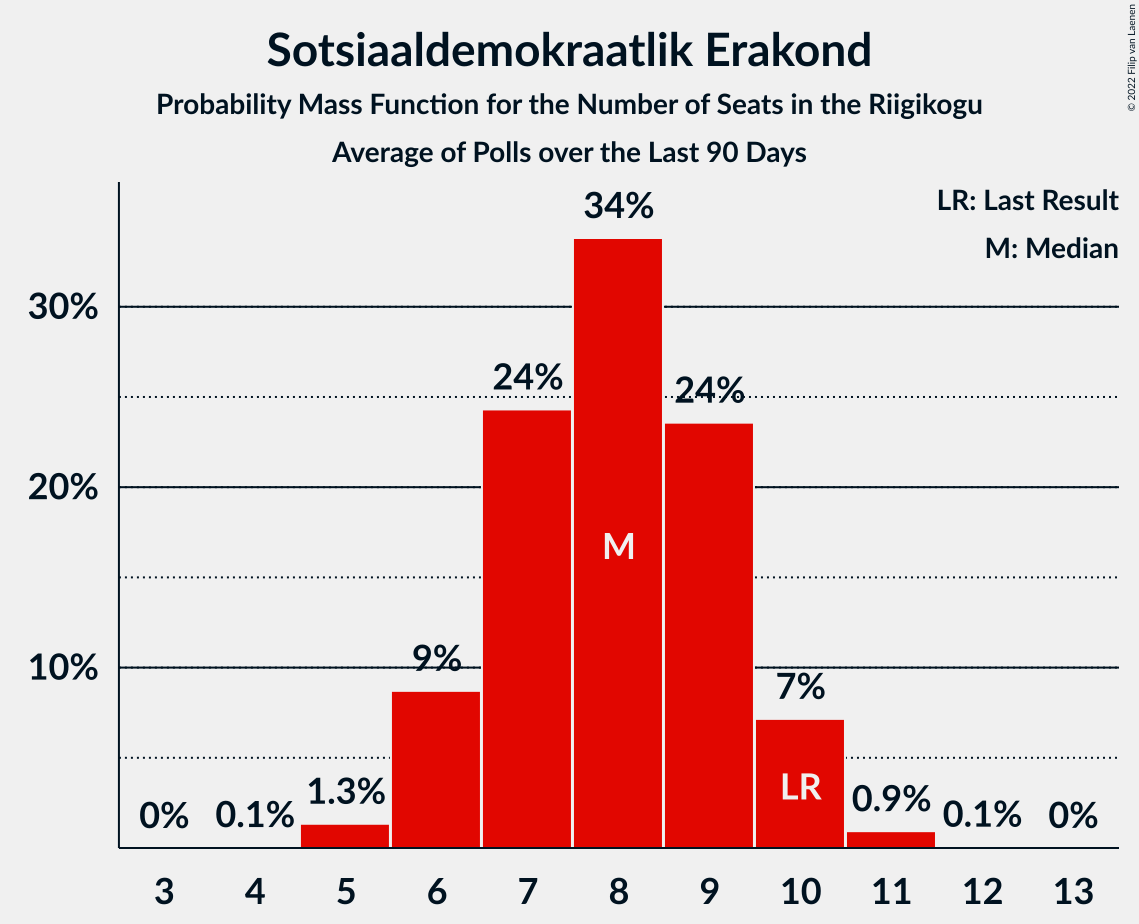 Sotsiaaldemokraatlik Erakond
Probability Mass Function for the Number of Seats in the Riigikogu
Average of Polls over the Last 90 Days
© 2022 Filip van Laenen
LR: Last Result
M: Median
30%
20%
10%
0%
0.1%
1.3%
9%
24%
34%
24%
7%
0.9%
0.1%
0%
M
LR
3 4 5 6 7 8 9 10 11 12 13